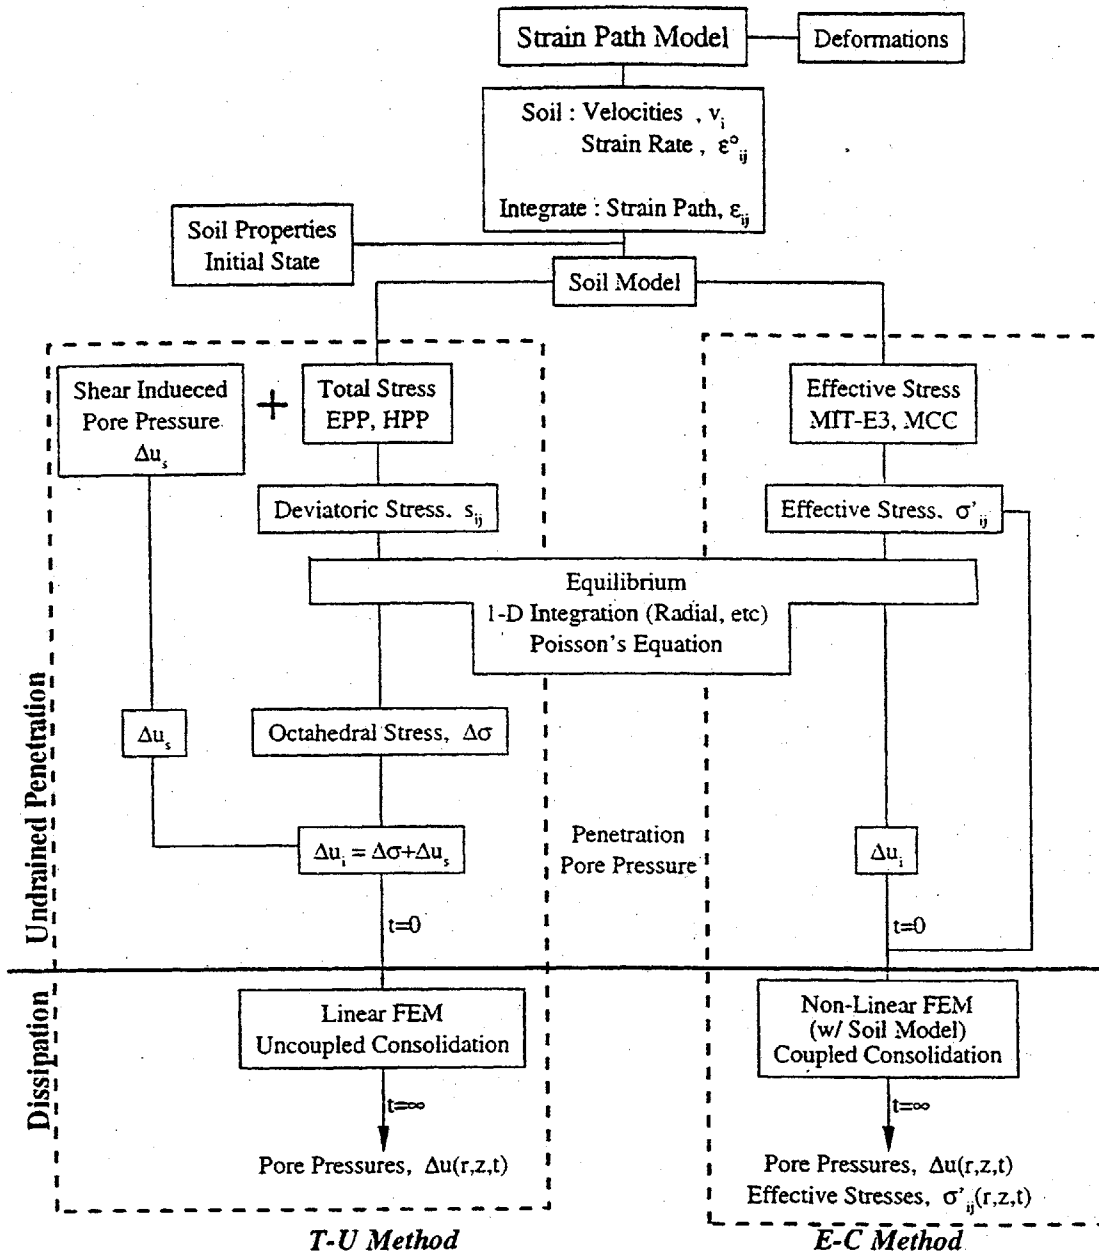 Strain Path Model
Deformations
Soil : Velocities , v_i
Strain Rate , ε°_ij
Integrate : Strain Path, ε_ij
Soil Properties
Initial State
Soil Model
Shear Indueced
Pore Pressure
Δu_s
+
Total Stress
EPP, HPP
Effective Stress
MIT-E3, MCC
Deviatoric Stress. s_ij
Effective Stress. σ'_ij
Equilibrium
1-D Integration (Radial, etc)
Poisson's Equation
Undrained Penetration
Δu_s
Octahedral Stress, Δσ
Δu_i = Δσ+Δu_s
Penetration
Pore Pressure
Δu_i
t=0
t=0
Dissipation
Linear FEM
Uncoupled Consolidation
Non-Linear FEM
(w/ Soil Model)
Coupled Consolidation
t=∞
t=∞
Pore Pressures, Δu(r,z,t)
Pore Pressures, Δu(r,z,t)
Effective Stresses, σ'_ij(r,z,t)
T-U Method
E-C Method